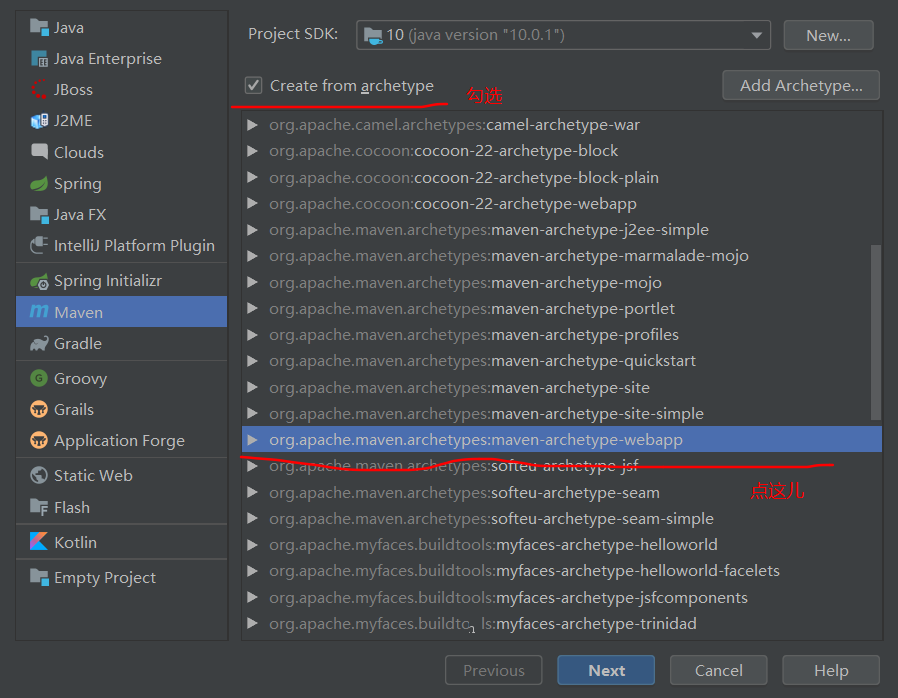 Java
Java Enterprise
JBoss
J2ME
Clouds
Spring
Java FX
IntelliJ Platform Plugin
Spring Initializr
Maven
Gradle
Groovy
Grails
Application Forge
Static Web
Flash
Kotlin
Empty Project
Project SDK: 10 (java version "10.0.1") New...
Create from archetype 勾选 Add Archetype...
org.apache.camel.archetypes:camel-archetype-war
org.apache.cocoon:cocoon-22-archetype-block
org.apache.cocoon:cocoon-22-archetype-block-plain
org.apache.cocoon:cocoon-22-archetype-webapp
org.apache.maven.archetypes:maven-archetype-j2ee-simple
org.apache.maven.archetypes:maven-archetype-marmalade-mojo
org.apache.maven.archetypes:maven-archetype-mojo
org.apache.maven.archetypes:maven-archetype-portlet
org.apache.maven.archetypes:maven-archetype-profiles
org.apache.maven.archetypes:maven-archetype-quickstart
org.apache.maven.archetypes:maven-archetype-site
org.apache.maven.archetypes:maven-archetype-site-simple
org.apache.maven.archetypes:maven-archetype-webapp
org.apache.maven.archetypes:softeu-archetype-jsf
点这儿
org.apache.maven.archetypes:softeu-archetype-seam
org.apache.maven.archetypes:softeu-archetype-seam-simple
org.apache.myfaces.buildtools:myfaces-archetype-helloworld
org.apache.myfaces.buildtools:myfaces-archetype-helloworld-facelets
org.apache.myfaces.buildtools:myfaces-archetype-jsfcomponents
org.apache.myfaces.buildtools:myfaces-archetype-trinidad
Previous Next Cancel Help